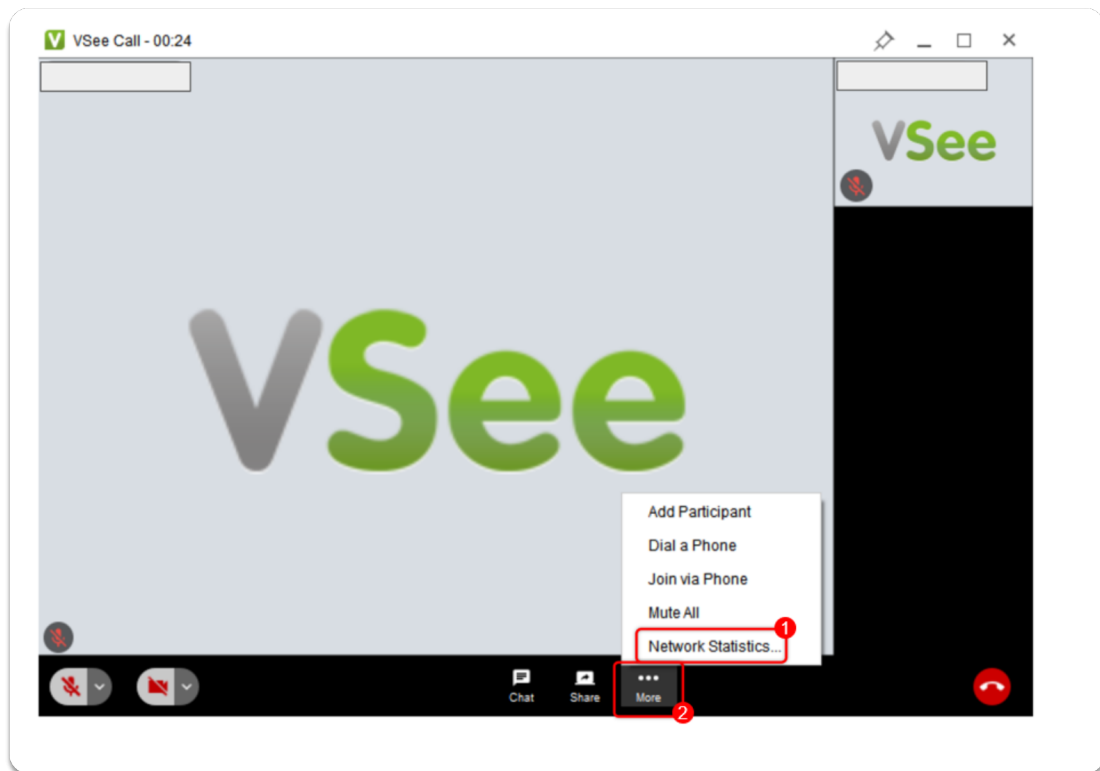 VSee Call - 00:24
VSee
VSee
Add Participant
Dial a Phone
Join via Phone
Mute All
Network Statistics...
1
Chat
Share
More
2